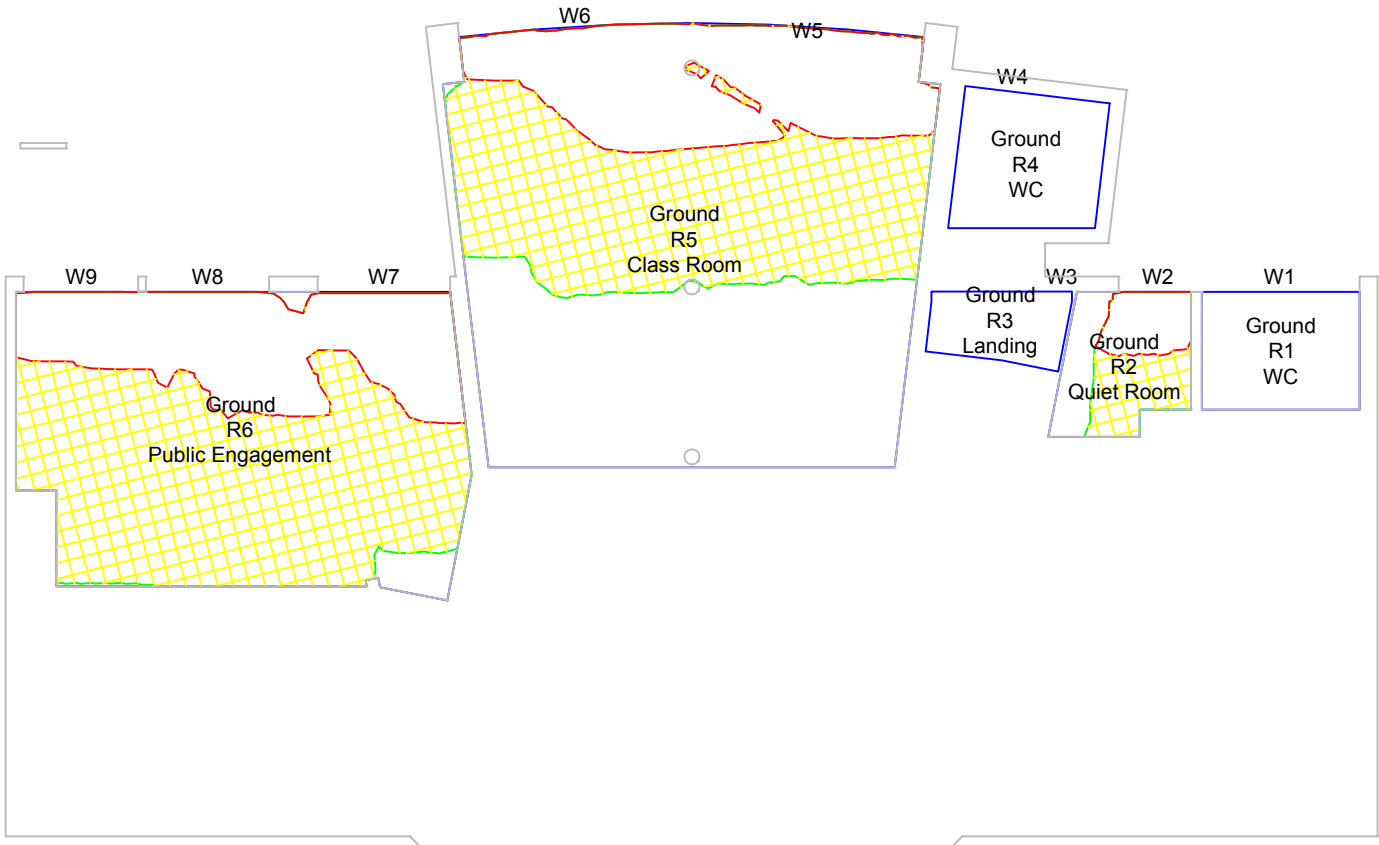 W6
W5
W4
Ground
R4
WC
Ground
R5
Class Room
W9
W8
W7
W3
W2
W1
Ground
R3
Landing
Ground
R2
Quiet Room
Ground
R1
WC
Ground
R6
Public Engagement